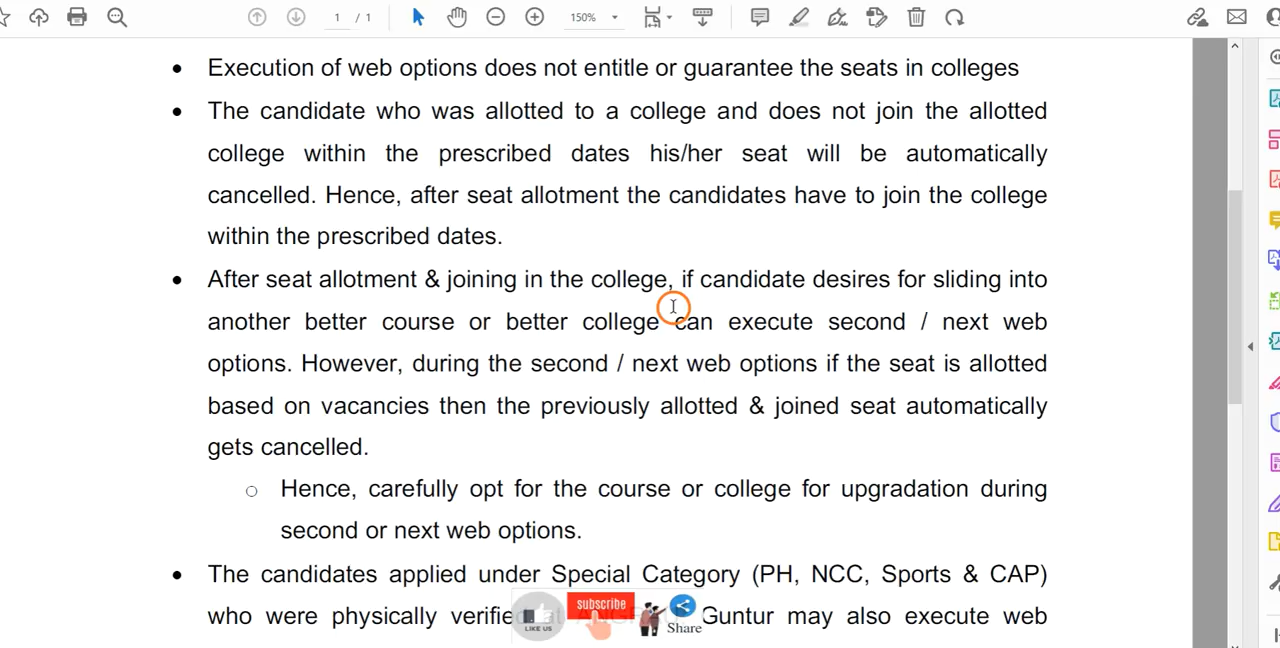 1 / 1
150%
• Execution of web options does not entitle or guarantee the seats in colleges
• The candidate who was allotted to a college and does not join the allotted
college within the prescribed dates his/her seat will be automatically
cancelled. Hence, after seat allotment the candidates have to join the college
within the prescribed dates.
• After seat allotment & joining in the college, if candidate desires for sliding into
another better course or better college can execute second / next web
options. However, during the second / next web options if the seat is allotted
based on vacancies then the previously allotted & joined seat automatically
gets cancelled.
○ Hence, carefully opt for the course or college for upgradation during
second or next web options.
• The candidates applied under Special Category (PH, NCC, Sports & CAP)
who were physically Guntur may also execute web
LIKE US
subscribe
Share